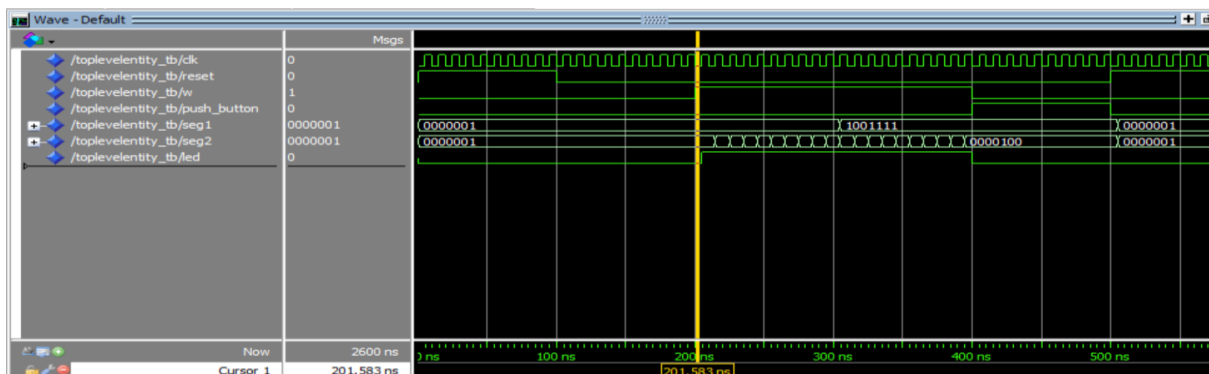 Wave - Default
Msgs
/toplevelentity_tb/clk 0
/toplevelentity_tb/reset 0
/toplevelentity_tb/w 1
/toplevelentity_tb/push_button 0
/toplevelentity_tb/seg1 0000001 0000001 1001111 0000001
/toplevelentity_tb/seg2 0000001 0000001 0000100 0000001
/toplevelentity_tb/led 0
Now 2600 ns ns 100 ns 200 ns 300 ns 400 ns 500 ns
Cursor 1 201.583 ns 201.583 ns